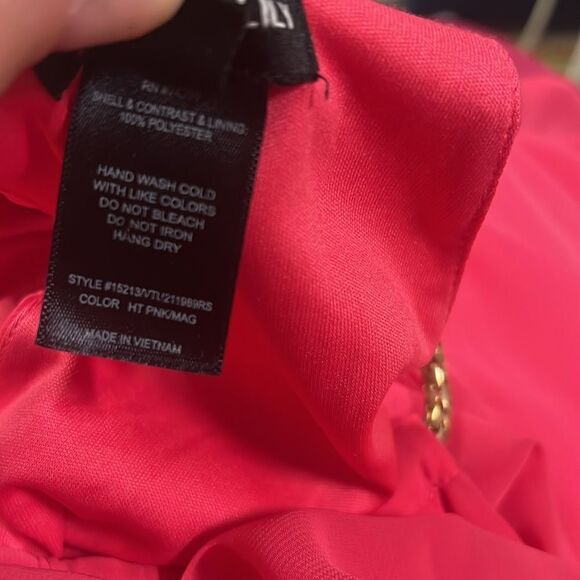 LILY
SHELL & CONTRAST & LINING:
100% POLYESTER
HAND WASH COLD
WITH LIKE COLORS
DO NOT BLEACH
DO NOT IRON
HANG DRY
STYLE #15213/VTL/211989RS
COLOR HT PNK/MAG
MADE IN VIETNAM